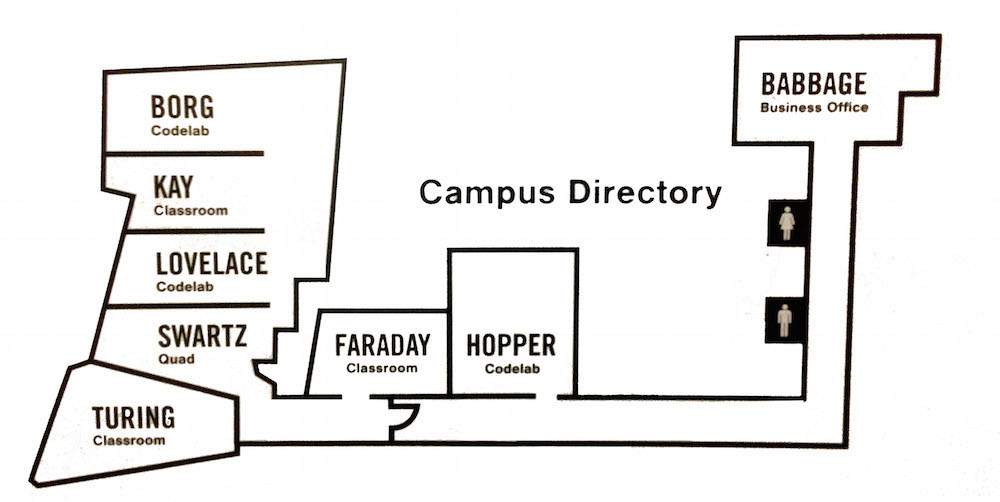 BORG
Codelab
KAY
Classroom
LOVELACE
Codelab
SWARTZ
Quad
TURING
Classroom
Campus Directory
FARADAY
Classroom
HOPPER
Codelab
BABBAGE
Business Office